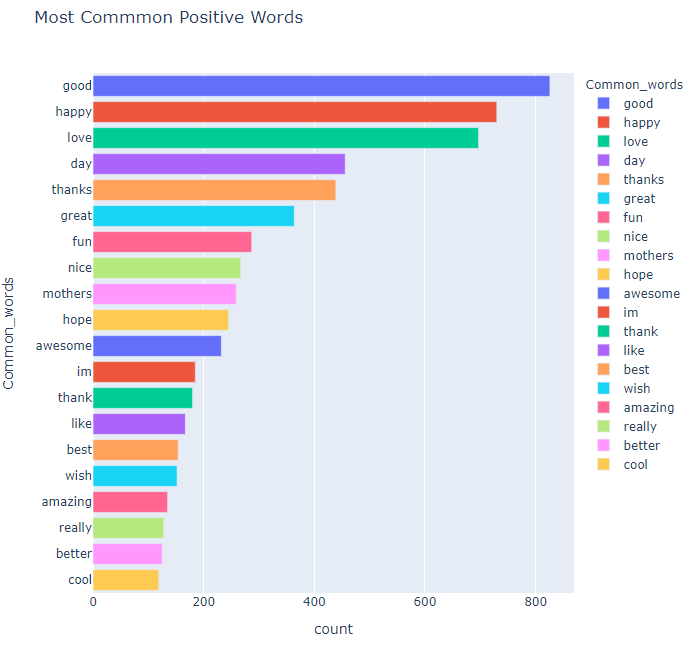 Most Commmon Positive Words
Common_words
good
happy
love
day
thanks
great
fun
nice
mothers
hope
awesome
im
thank
like
best
wish
amazing
really
better
cool
0 200 400 600 800
count
Common_words
good
happy
love
day
thanks
great
fun
nice
mothers
hope
awesome
im
thank
like
best
wish
amazing
really
better
cool